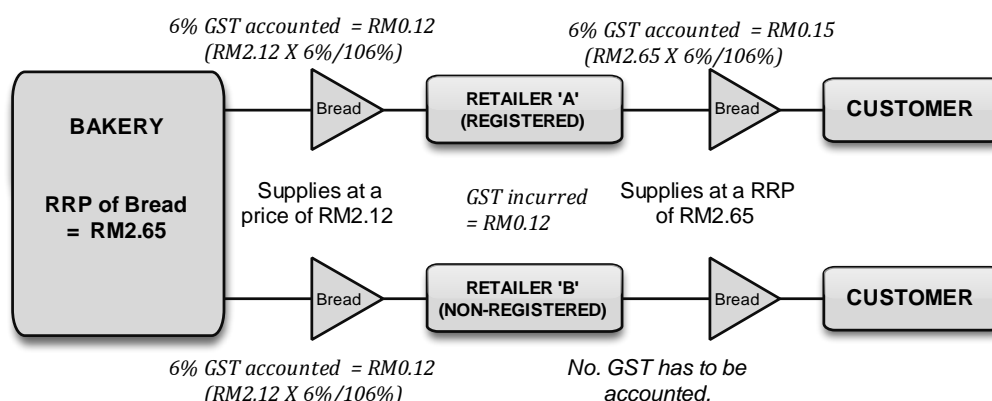 6% GST accounted = RM0.12
(RM2.12 X 6%/106%)
6% GST accounted = RM0.15
(RM2.65 X 6%/106%)
BAKERY
RRP of Bread
= RM2.65
Bread
RETAILER 'A'
(REGISTERED)
Bread
CUSTOMER
Supplies at a
price of RM2.12
GST incurred
= RM0.12
Supplies at a RRP
of RM2.65
Bread
RETAILER 'B'
(NON-REGISTERED)
Bread
CUSTOMER
6% GST accounted = RM0.12
(RM2.12 X 6%/106%)
No. GST has to be
accounted.